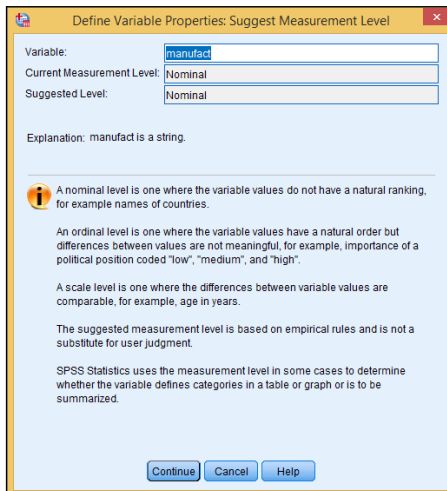 Define Variable Properties: Suggest Measurement Level
Variable:
manufact
Current Measurement Level:
Nominal
Suggested Level:
Nominal
Explanation: manufact is a string.
A nominal level is one where the variable values do not have a natural ranking,
for example names of countries.
An ordinal level is one where the variable values have a natural order but
differences between values are not meaningful, for example, importance of a
political position coded "low", "medium", and "high".
A scale level is one where the differences between variable values are
comparable, for example, age in years.
The suggested measurement level is based on empirical rules and is not a
substitute for user judgment.
SPSS Statistics uses the measurement level in some cases to determine
whether the variable defines categories in a table or graph or is to be
summarized.
Continue
Cancel
Help